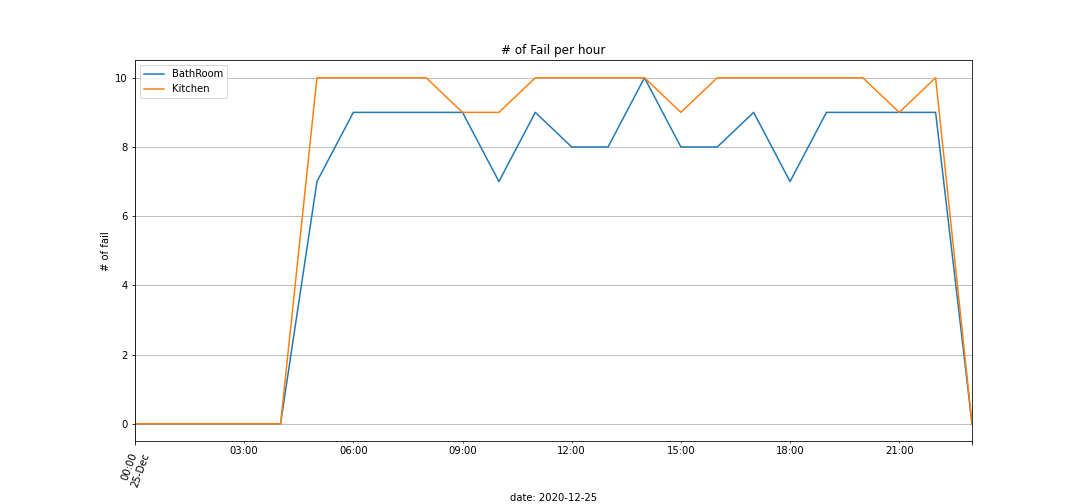 # of Fail per hour
BathRoom
Kitchen
# of fail
10
8
6
4
2
0
00:00
25-Dec
03:00
06:00
09:00
12:00
15:00
18:00
21:00
date: 2020-12-25